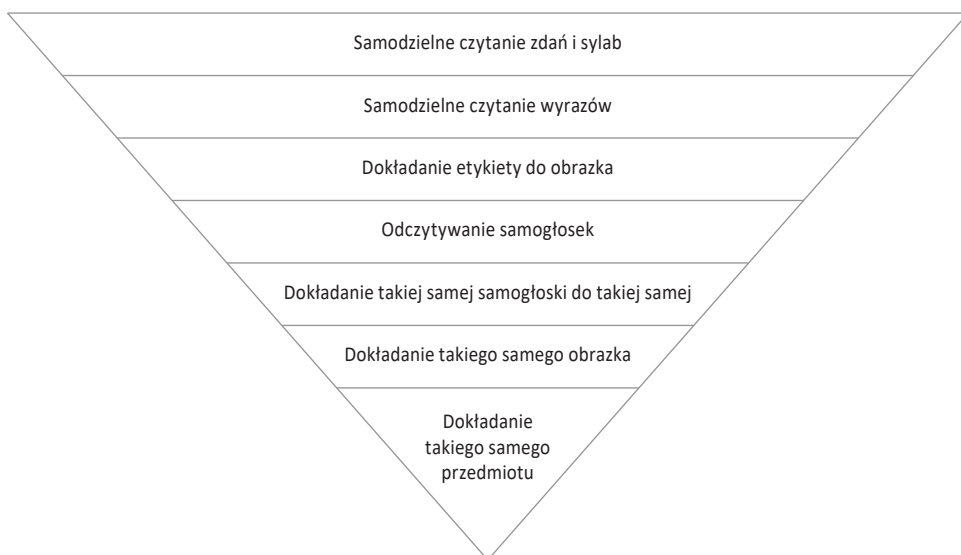 Samodzielne czytanie zdań i sylab
Samodzielne czytanie wyrazów
Dokładanie etykiety do obrazka
Odczytywanie samogłosek
Dokładanie takiej samej samogłoski do takiej samej
Dokładanie takiego samego obrazka
Dokładanie
takiego samego
przedmiotu